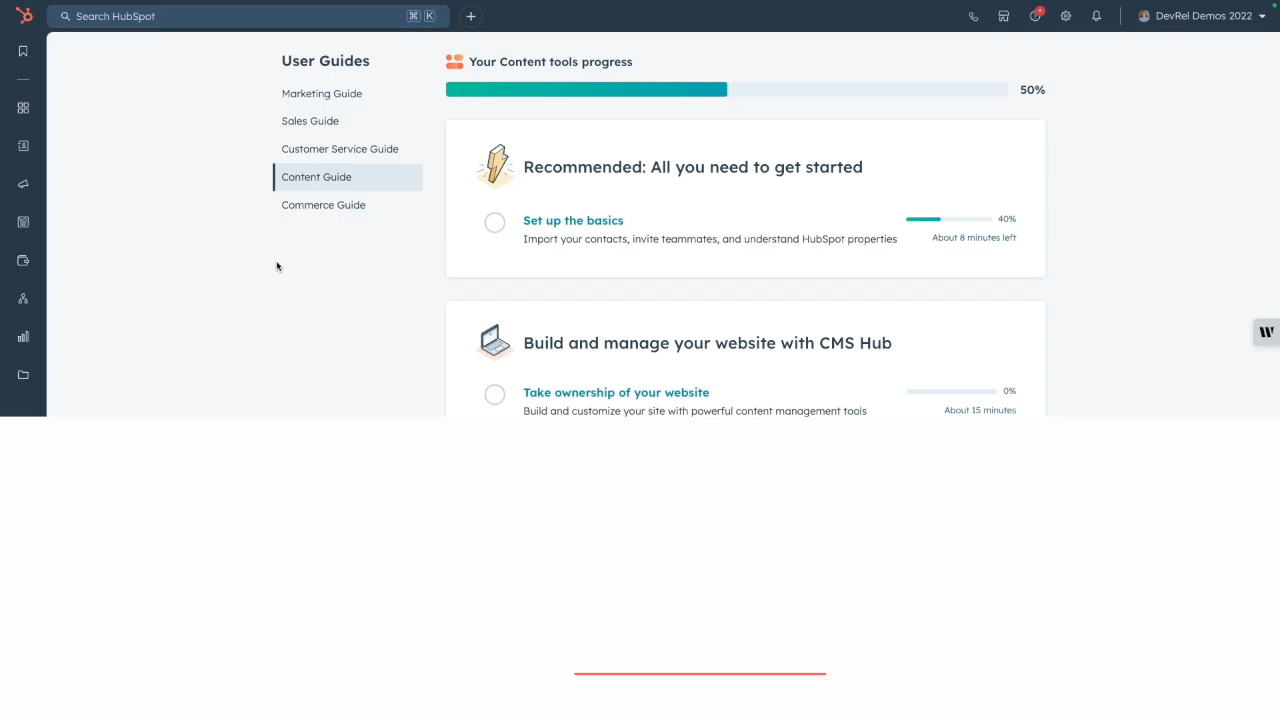 Search HubSpot
⌘ K
DevRel Demos 2022
User Guides
Marketing Guide
Sales Guide
Customer Service Guide
Content Guide
Commerce Guide
Your Content tools progress
50%
Recommended: All you need to get started
Set up the basics
40%
Import your contacts, invite teammates, and understand HubSpot properties
About 8 minutes left
Build and manage your website with CMS Hub
Take ownership of your website
0%
Build and customize your site with powerful content management tools
About 15 minutes
W